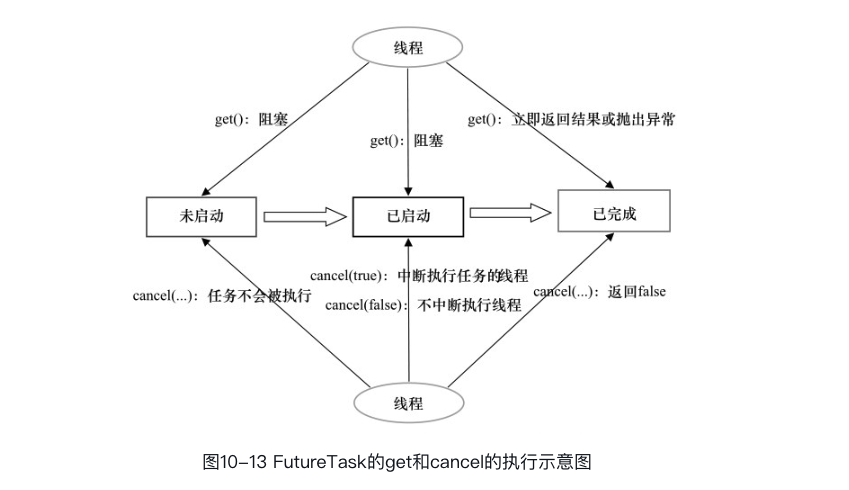 线程
get()：阻塞
get()：立即返回结果或抛出异常
get()：阻塞
未启动
已启动
已完成
cancel(true)：中断执行任务的线程
cancel(...)：任务不会被执行
cancel(...)：返回false
cancel(false)：不中断执行线程
线程
图10-13 FutureTask的get和cancel的执行示意图